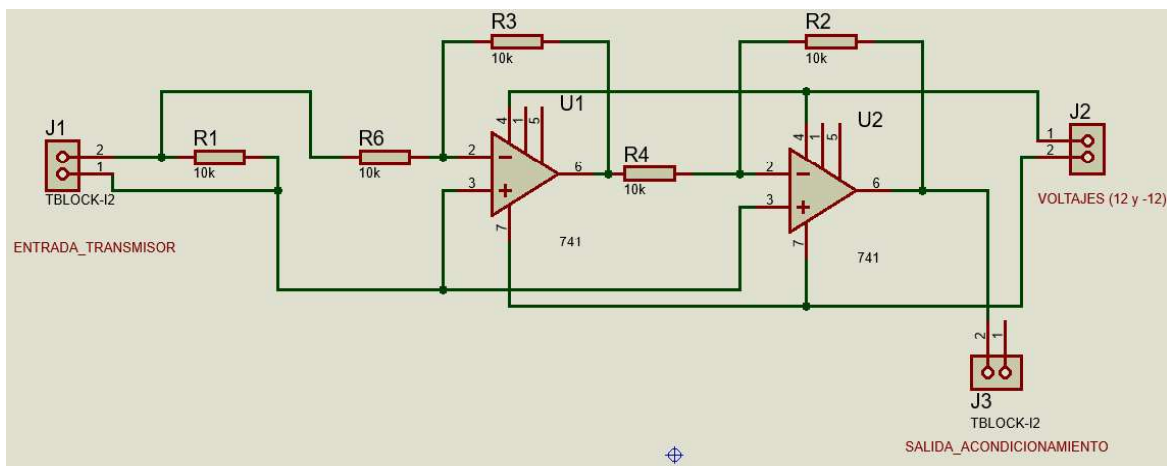 R3
10k
R2
10k
U1
4
1
5
U2
4
1
5
J1
2
1
TBLOCK-I2
R1
10k
R6
10k
2
3
6
7
741
R4
10k
2
3
6
7
741
J2
1
2
VOLTAJES (12 y -12)
ENTRADA_TRANSMISOR
2
1
J3
TBLOCK-I2
SALIDA_ACONDICIONAMIENTO